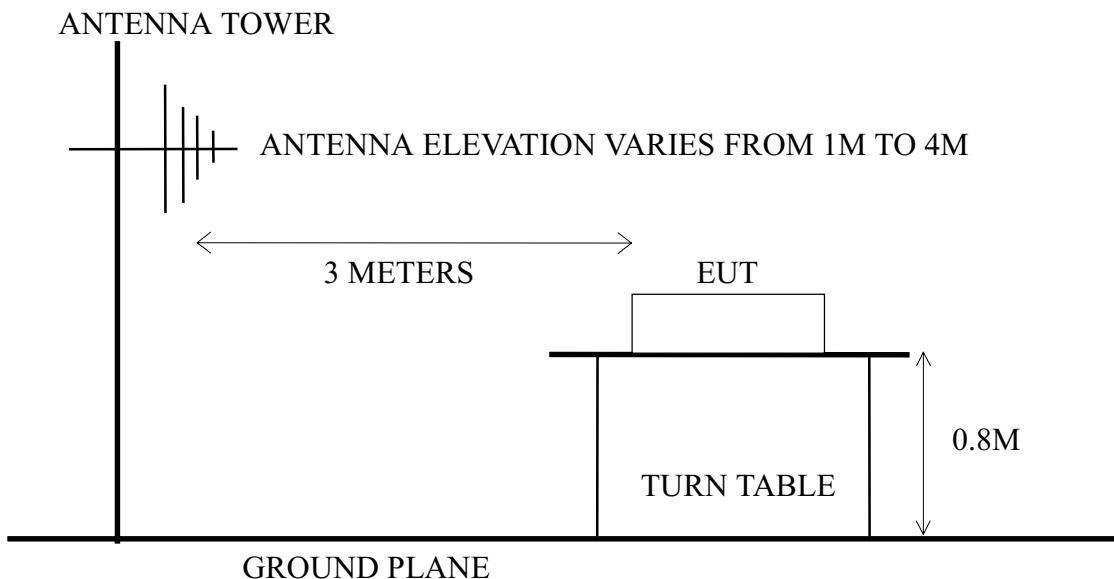 ANTENNA TOWER
ANTENNA ELEVATION VARIES FROM 1M TO 4M
3 METERS
EUT
0.8M
TURN TABLE
GROUND PLANE